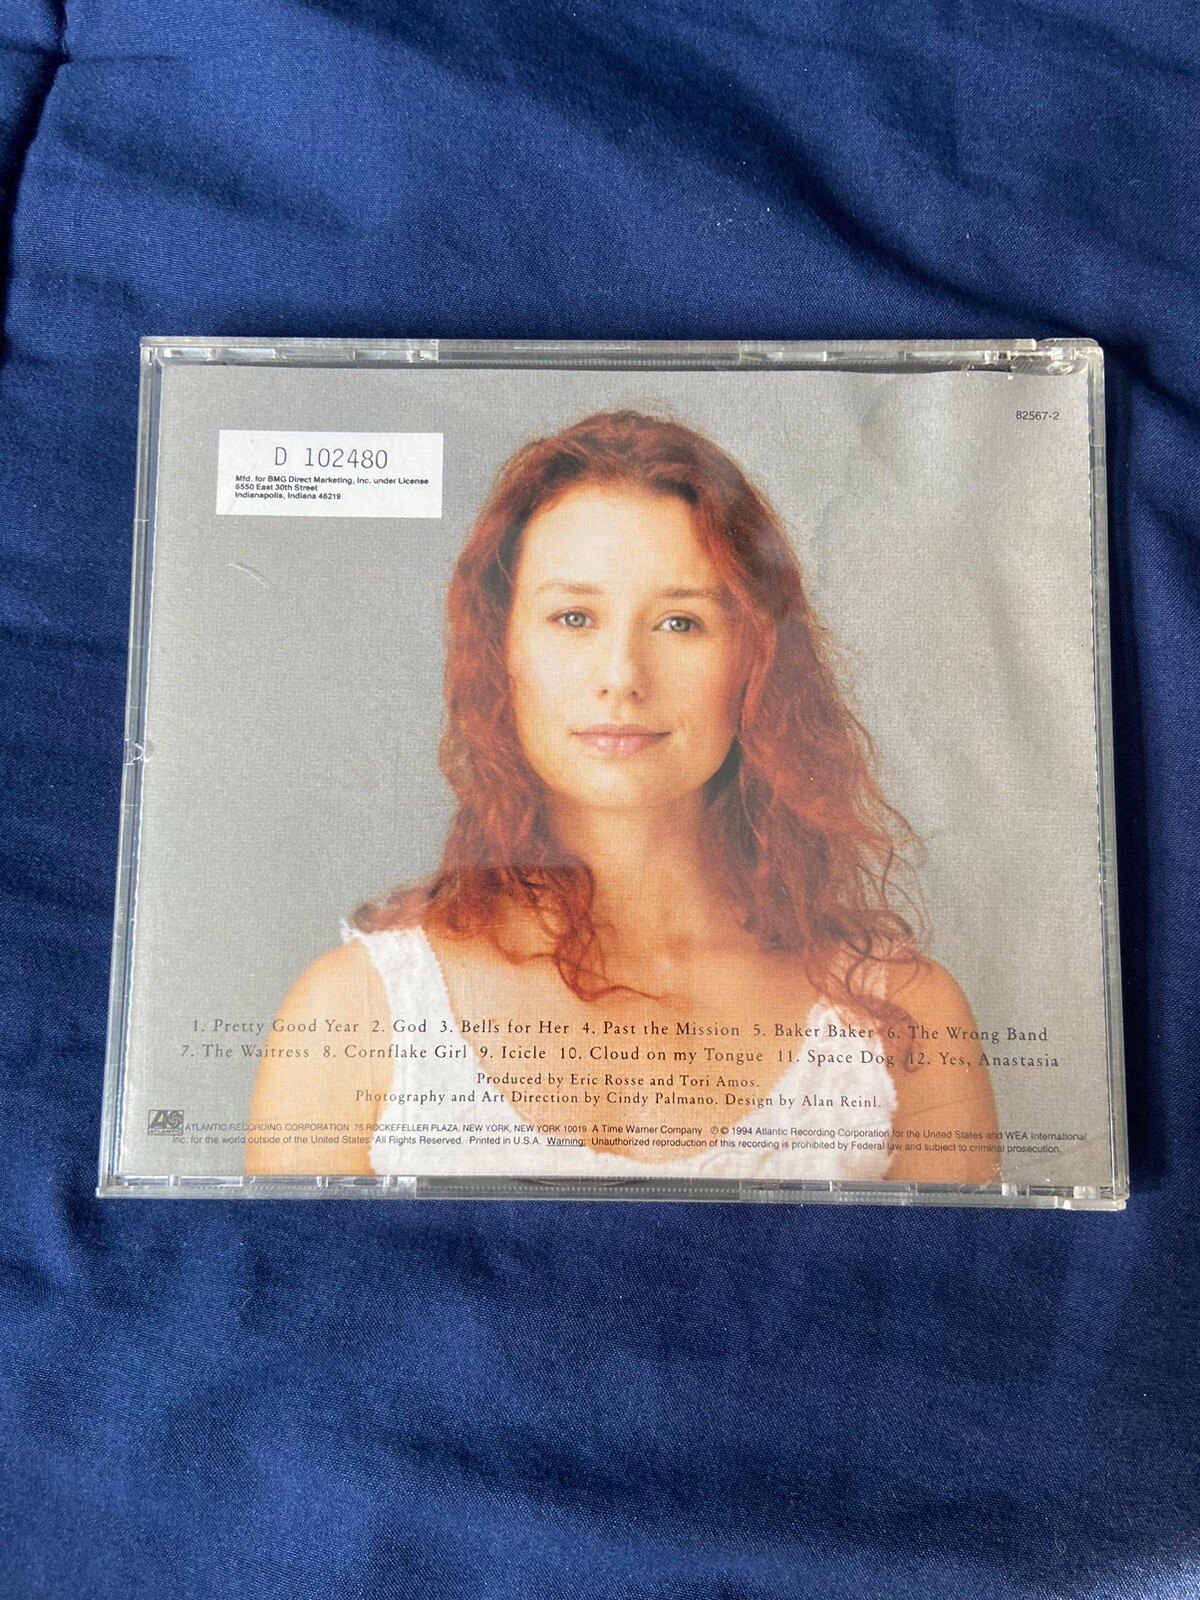 82567-2
D 102480
Mfd. for BMG Direct Marketing, Inc. under License
6550 East 30th Street
Indianapolis, Indiana 46219
1. Pretty Good Year 2. God 3. Bells for Her 4. Past the Mission 5. Baker Baker 6. The Wrong Band
7. The Waitress 8. Cornflake Girl 9. Icicle 10. Cloud on my Tongue 11. Space Dog 12. Yes, Anastasia
Produced by Eric Rosse and Tori Amos.
Photography and Art Direction by Cindy Palmano. Design by Alan Reinl.
ATLANTIC
ATLANTIC RECORDING CORPORATION 75 ROCKEFELLER PLAZA, NEW YORK, NEW YORK 10019 A Time Warner Company ℗© 1994 Atlantic Recording Corporation for the United States and WEA International
Inc. for the world outside of the United States. All Rights Reserved. Printed in U.S.A. Warning: Unauthorized reproduction of this recording is prohibited by Federal law and subject to criminal prosecution.